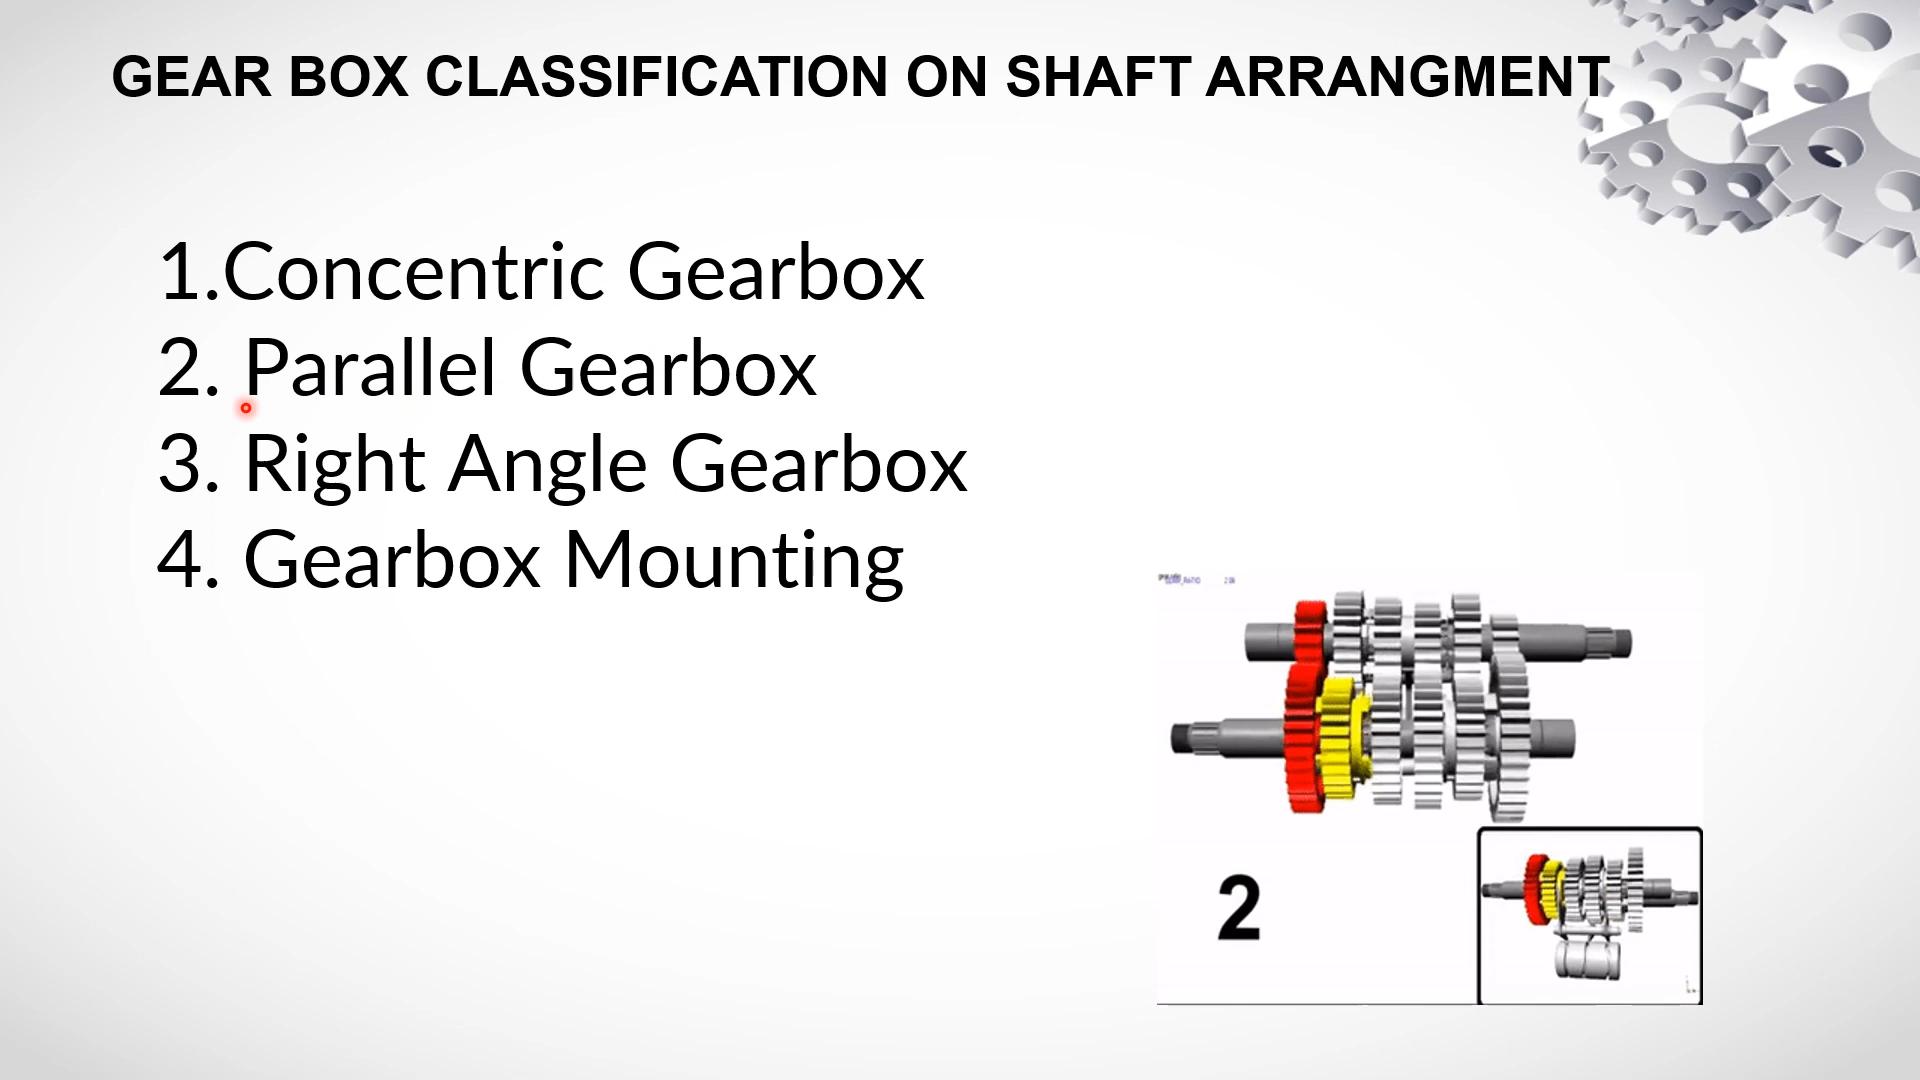 GEAR BOX CLASSIFICATION ON SHAFT ARRANGMENT
1.Concentric Gearbox
2. Parallel Gearbox
3. Right Angle Gearbox
4. Gearbox Mounting
2